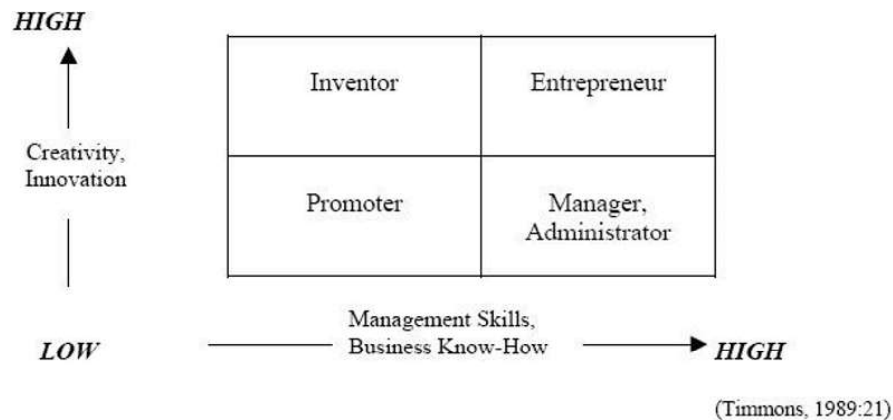 HIGH
Inventor
Entrepreneur
Creativity,
Innovation
Promoter
Manager,
Administrator
Management Skills,
Business Know-How
LOW
HIGH
(Timmons, 1989:21)